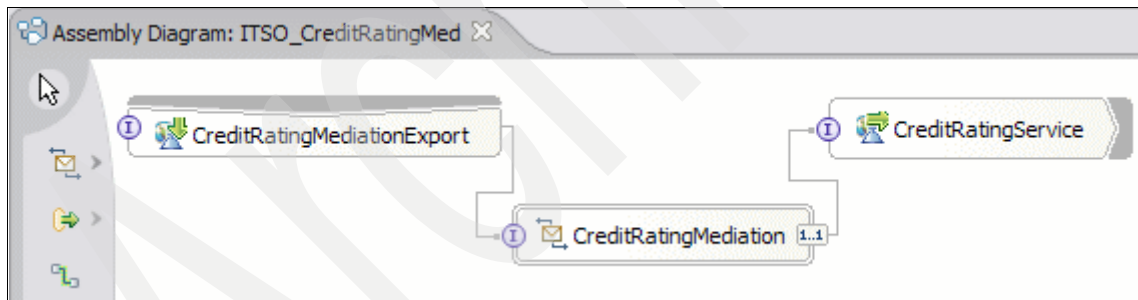 Assembly Diagram: ITSO_CreditRatingMed
I CreditRatingMediationExport
I CreditRatingService
I CreditRatingMediation 1..1